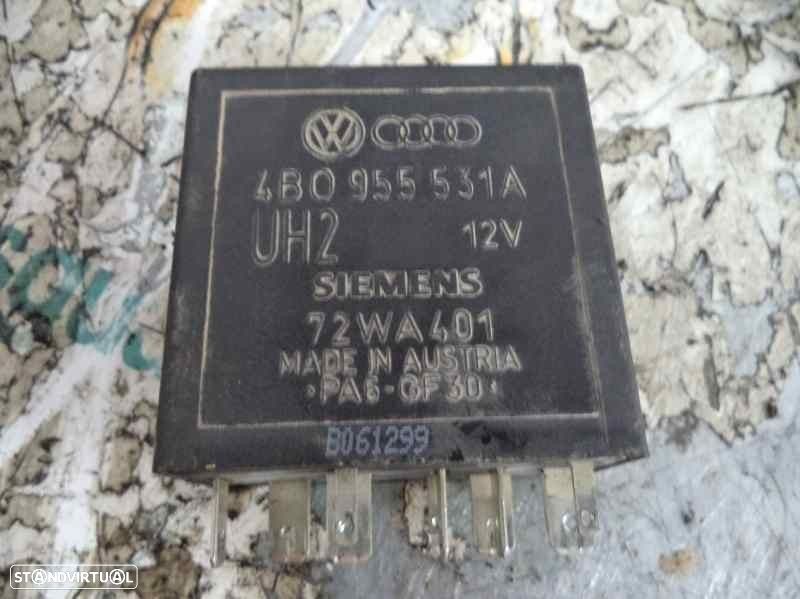 4B0 955 531A
UH2 12V
SIEMENS
72WA401
MADE IN AUSTRIA
·PA6-GF30·
B061299
STANDVIRTUAL